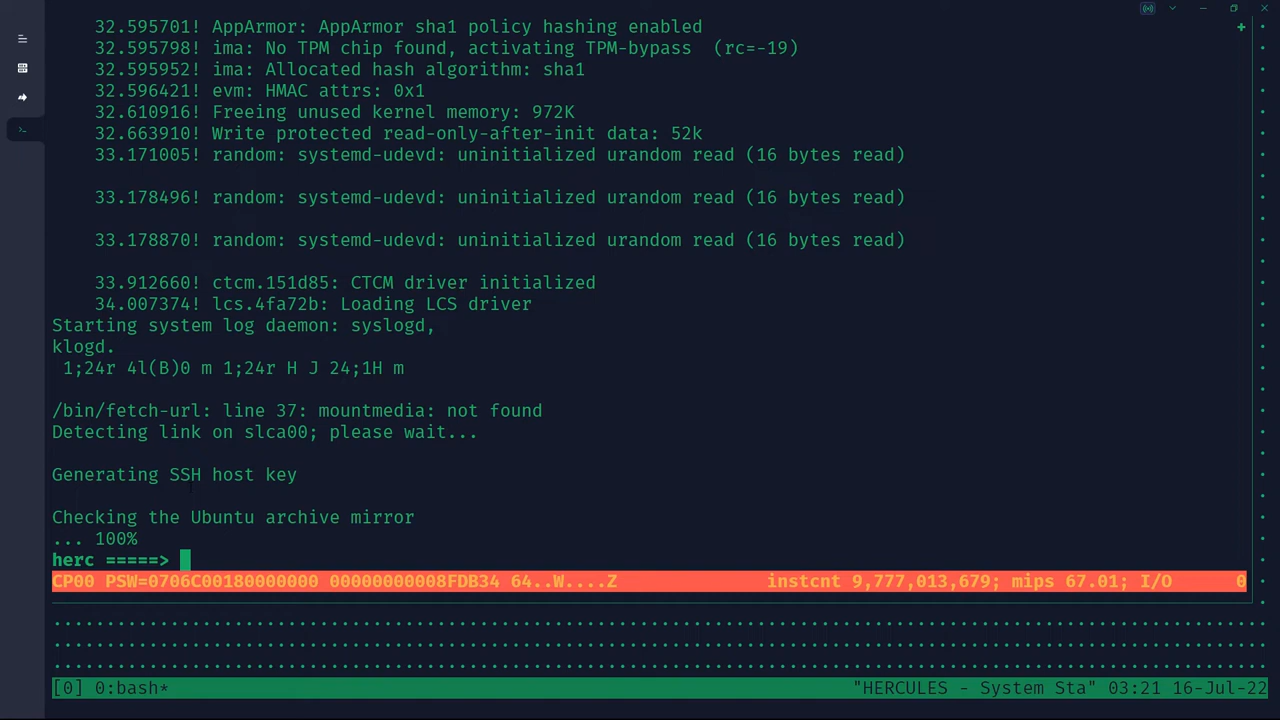 32.595701! AppArmor: AppArmor sha1 policy hashing enabled
32.595798! ima: No TPM chip found, activating TPM-bypass  (rc=-19)
32.595952! ima: Allocated hash algorithm: sha1
32.596421! evm: HMAC attrs: 0x1
32.610916! Freeing unused kernel memory: 972K
32.663910! Write protected read-only-after-init data: 52k
33.171005! random: systemd-udevd: uninitialized urandom read (16 bytes read)
33.178496! random: systemd-udevd: uninitialized urandom read (16 bytes read)
33.178870! random: systemd-udevd: uninitialized urandom read (16 bytes read)
33.912660! ctcm.151d85: CTCM driver initialized
34.007374! lcs.4fa72b: Loading LCS driver
Starting system log daemon: syslogd,
klogd.
1;24r 4l(B)0 m 1;24r H J 24;1H m
/bin/fetch-url: line 37: mountmedia: not found
Detecting link on slca00; please wait...
Generating SSH host key
Checking the Ubuntu archive mirror
... 100%
herc =====>
CP00 PSW=0706C00180000000 00000000008FDB34 64..W....Z instcnt 9,777,013,679; mips 67.01; I/O 0
[0] 0:bash* "HERCULES - System Sta" 03:21 16-Jul-22